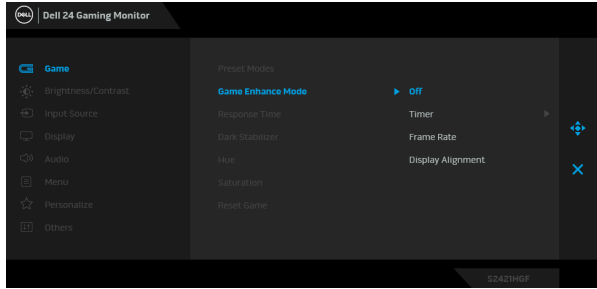 DELL Dell 24 Gaming Monitor
Game
Brightness/Contrast
Input Source
Display
Audio
Menu
Personalize
Others
Preset Modes
Game Enhance Mode
Response Time
Dark Stabilizer
Hue
Saturation
Reset Game
Off
Timer
Frame Rate
Display Alignment
S2421HGF